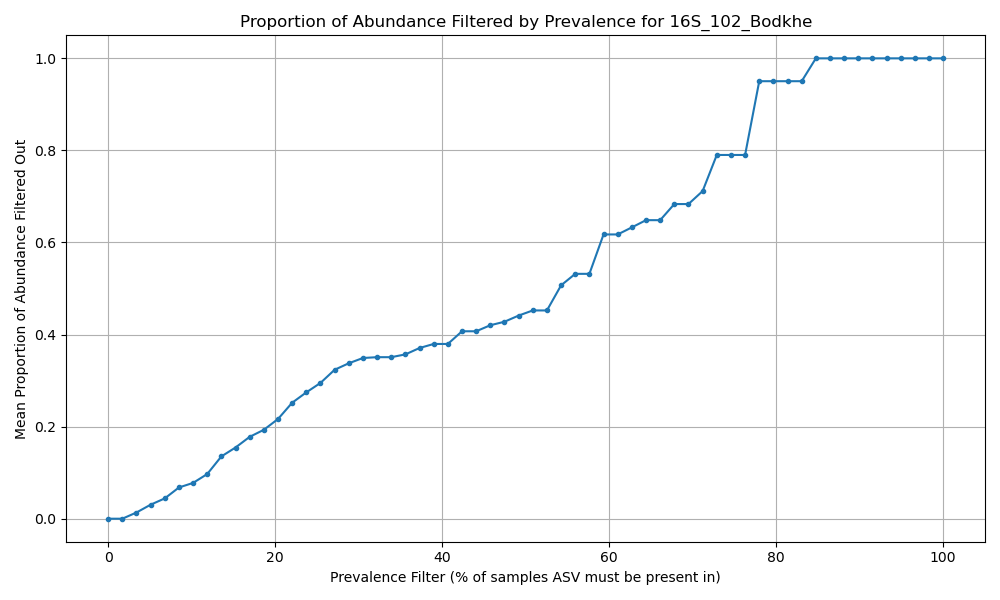 Proportion of Abundance Filtered by Prevalence for 16S_102_Bodkhe
Mean Proportion of Abundance Filtered Out
1.0
0.8
0.6
0.4
0.2
0.0
0 20 40 60 80 100
Prevalence Filter (% of samples ASV must be present in)